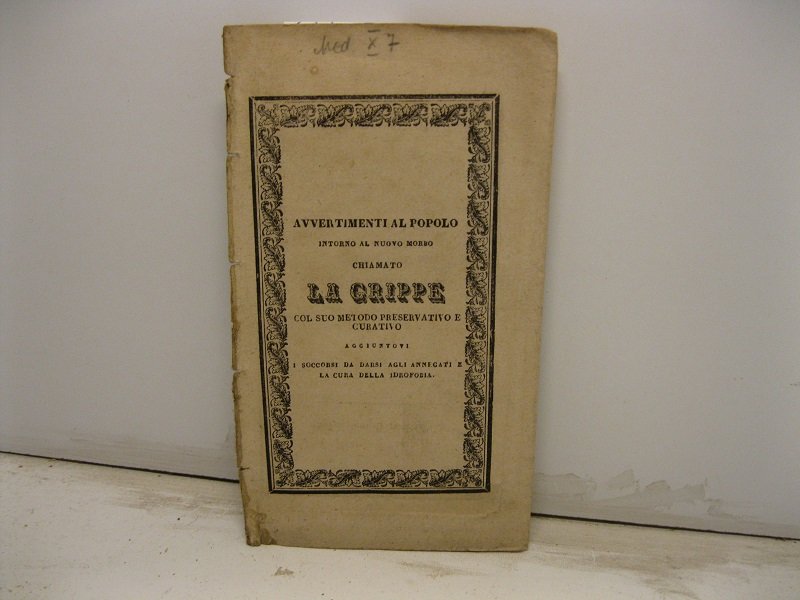 Med X 7
AVVERTIMENTI AL POPOLO
INTORNO AL NUOVO MORBO
CHIAMATO
LA GRIPPE
COL SUO METODO PRESERVATIVO E
CURATIVO
AGGIUNTOVI
I SOCCORSI DA DARSI AGLI ANNEGATI E
LA CURA DELLA IDROFOBIA.